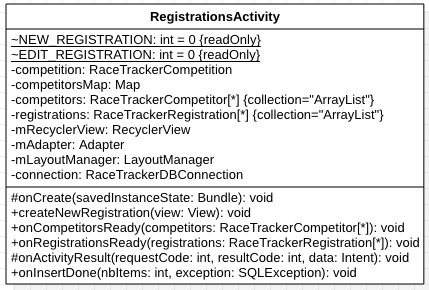 RegistrationsActivity
~NEW_REGISTRATION: int = 0 {readOnly}
~EDIT_REGISTRATION: int = 0 {readOnly}
-competition: RaceTrackerCompetition
-competitorsMap: Map
-competitors: RaceTrackerCompetitor[*] {collection="ArrayList"}
-registrations: RaceTrackerRegistration[*] {collection="ArrayList"}
-mRecyclerView: RecyclerView
-mAdapter: Adapter
-mLayoutManager: LayoutManager
-connection: RaceTrackerDBConnection
#onCreate(savedInstanceState: Bundle): void
+createNewRegistration(view: View): void
+onCompetitorsReady(competitors: RaceTrackerCompetitor[*]): void
+onRegistrationsReady(registrations: RaceTrackerRegistration[*]): void
#onActivityResult(requestCode: int, resultCode: int, data: Intent): void
+onInsertDone(nbItems: int, exception: SQLException): void